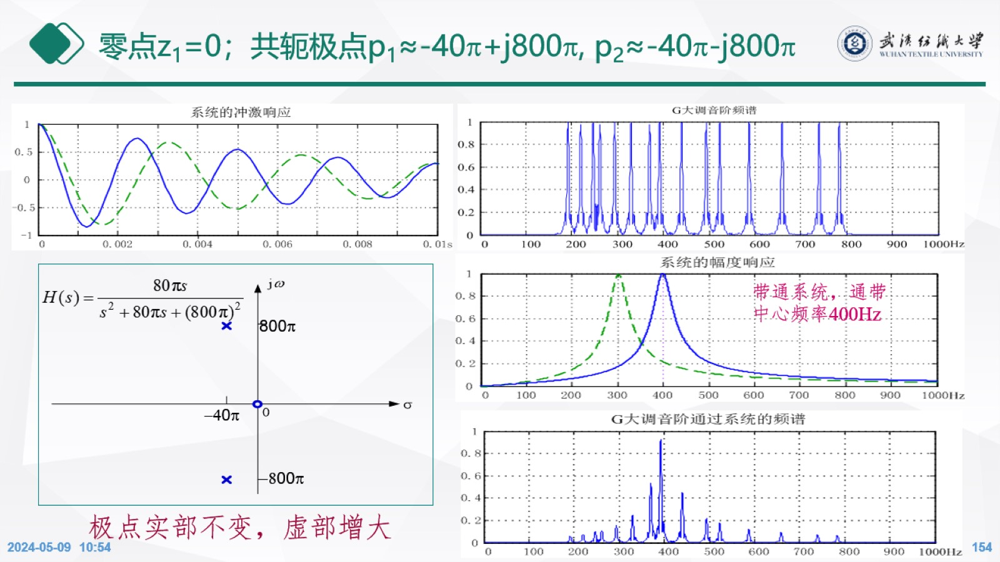 零点z₁=0；共轭极点p₁≈-40π+j800π, p₂≈-40π-j800π
武汉纺织大学
WUHAN TEXTILE UNIVERSITY
系统的冲激响应
1
0.5
0
-0.5
-1
0 0.002 0.004 0.006 0.008 0.01s
G大调音阶频谱
1
0.8
0.6
0.4
0.2
0
0 100 200 300 400 500 600 700 800 900 1000Hz
H(s) = 80πs / (s² + 80πs + (800π)²)
jω
800π
−40π
0
σ
−800π
极点实部不变，虚部增大
系统的幅度响应
带通系统，通带
中心频率400Hz
1
0.8
0.6
0.4
0.2
0
0 100 200 300 400 500 600 700 800 900 1000Hz
G大调音阶通过系统的频谱
1
0.8
0.6
0.4
0.2
0
0 100 200 300 400 500 600 700 800 900 1000Hz
2024-05-09 10:54
154